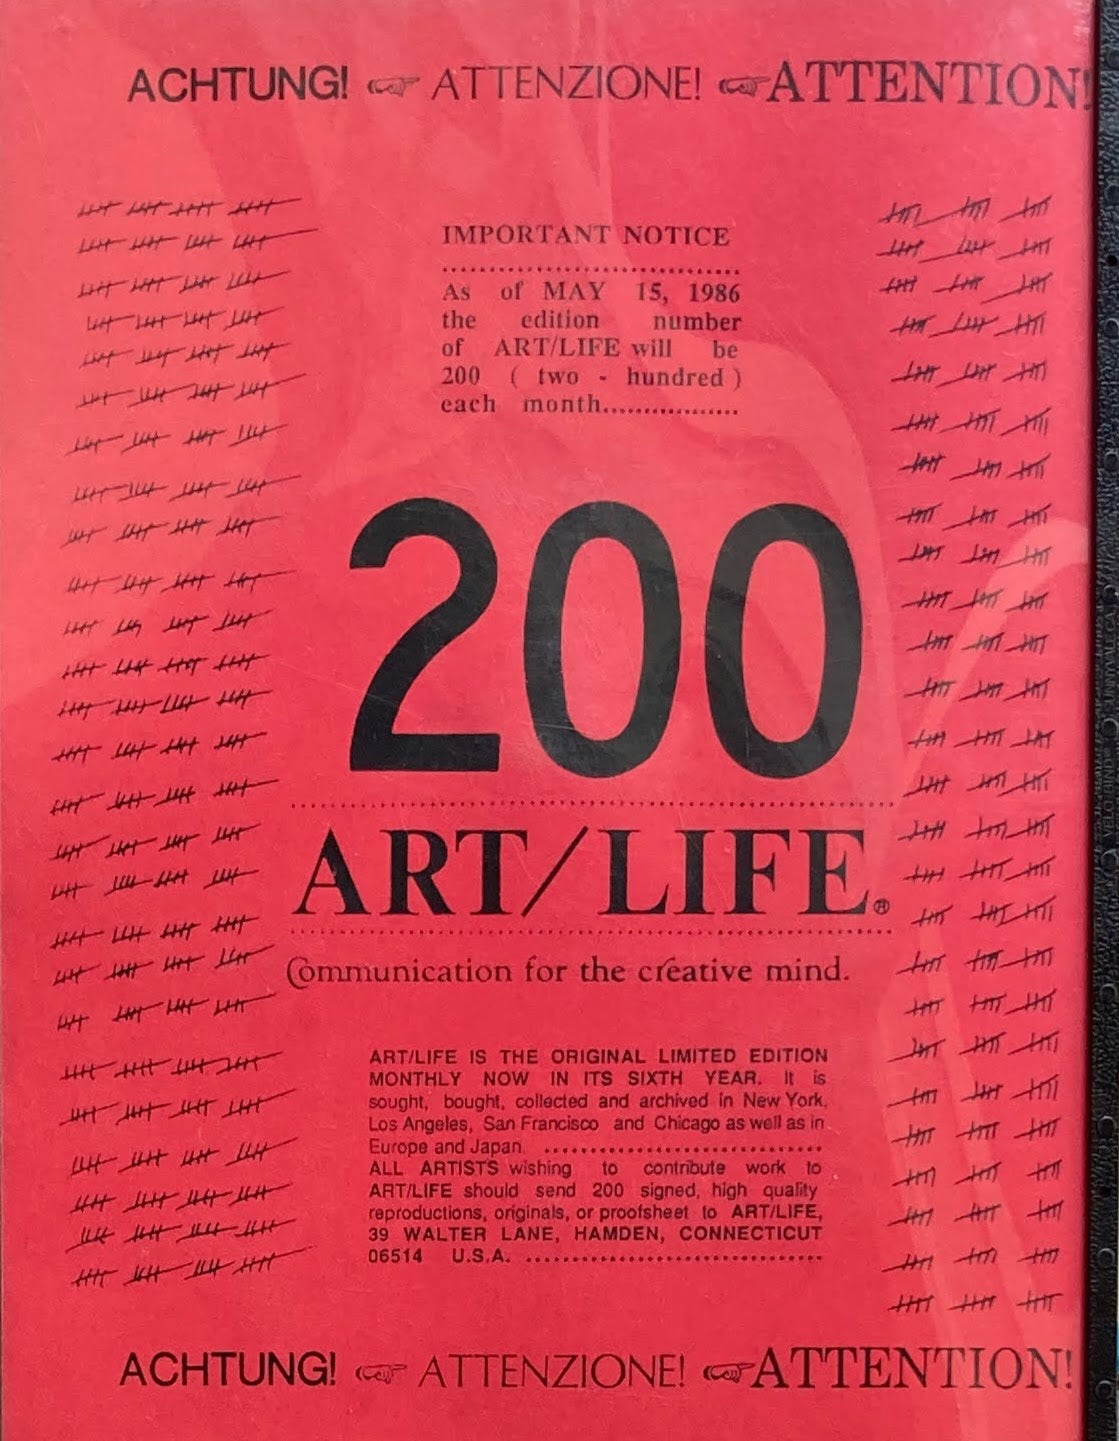 ACHTUNG! ☞ ATTENZIONE! ☞ ATTENTION!
IMPORTANT NOTICE
As of MAY 15, 1986
the edition number
of ART/LIFE will be
200 ( two - hundred )
each month..................
200
ART/LIFE®
Communication for the creative mind.
ART/LIFE IS THE ORIGINAL LIMITED EDITION
MONTHLY NOW IN ITS SIXTH YEAR. It is
sought, bought, collected and archived in New York,
Los Angeles, San Francisco and Chicago as well as in
Europe and Japan. ......................................
ALL ARTISTS wishing to contribute work to
ART/LIFE should send 200 signed, high quality
reproductions, originals, or proofsheet to ART/LIFE,
39 WALTER LANE, HAMDEN, CONNECTICUT
06514 U.S.A. .........................................
ACHTUNG! ☞ ATTENZIONE! ☞ ATTENTION!